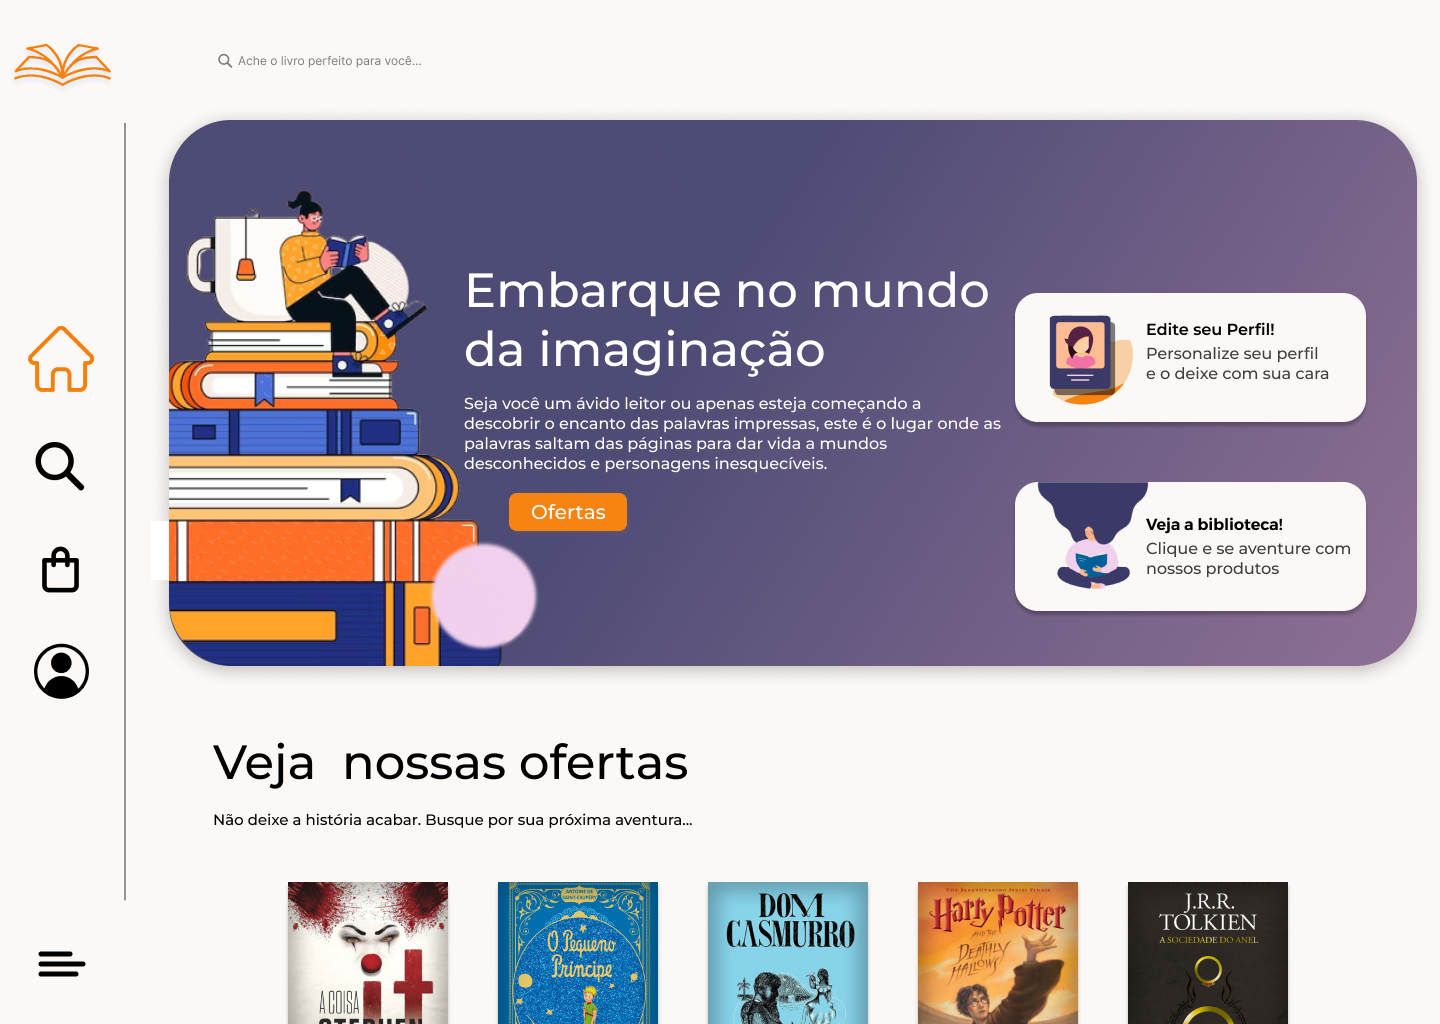 Ache o livro perfeito para você...
Embarque no mundo
da imaginação
Seja você um ávido leitor ou apenas esteja começando a
descobrir o encanto das palavras impressas, este é o lugar onde as
palavras saltam das páginas para dar vida a mundos
desconhecidos e personagens inesquecíveis.
Ofertas
Edite seu Perfil!
Personalize seu perfil
e o deixe com sua cara
Veja a biblioteca!
Clique e se aventure com
nossos produtos
Veja nossas ofertas
Não deixe a história acabar. Busque por sua próxima aventura...
A COISA
it
STEPHEN
ANTOINE DE
SAINT-EXUPÉRY
O Pequeno
Príncipe
DOM
CASMURRO
THE BREATHTAKING SERIES FINALE
Harry Potter
AND THE
DEATHLY
HALLOWS
J.R.R.
TOLKIEN
A SOCIEDADE DO ANEL